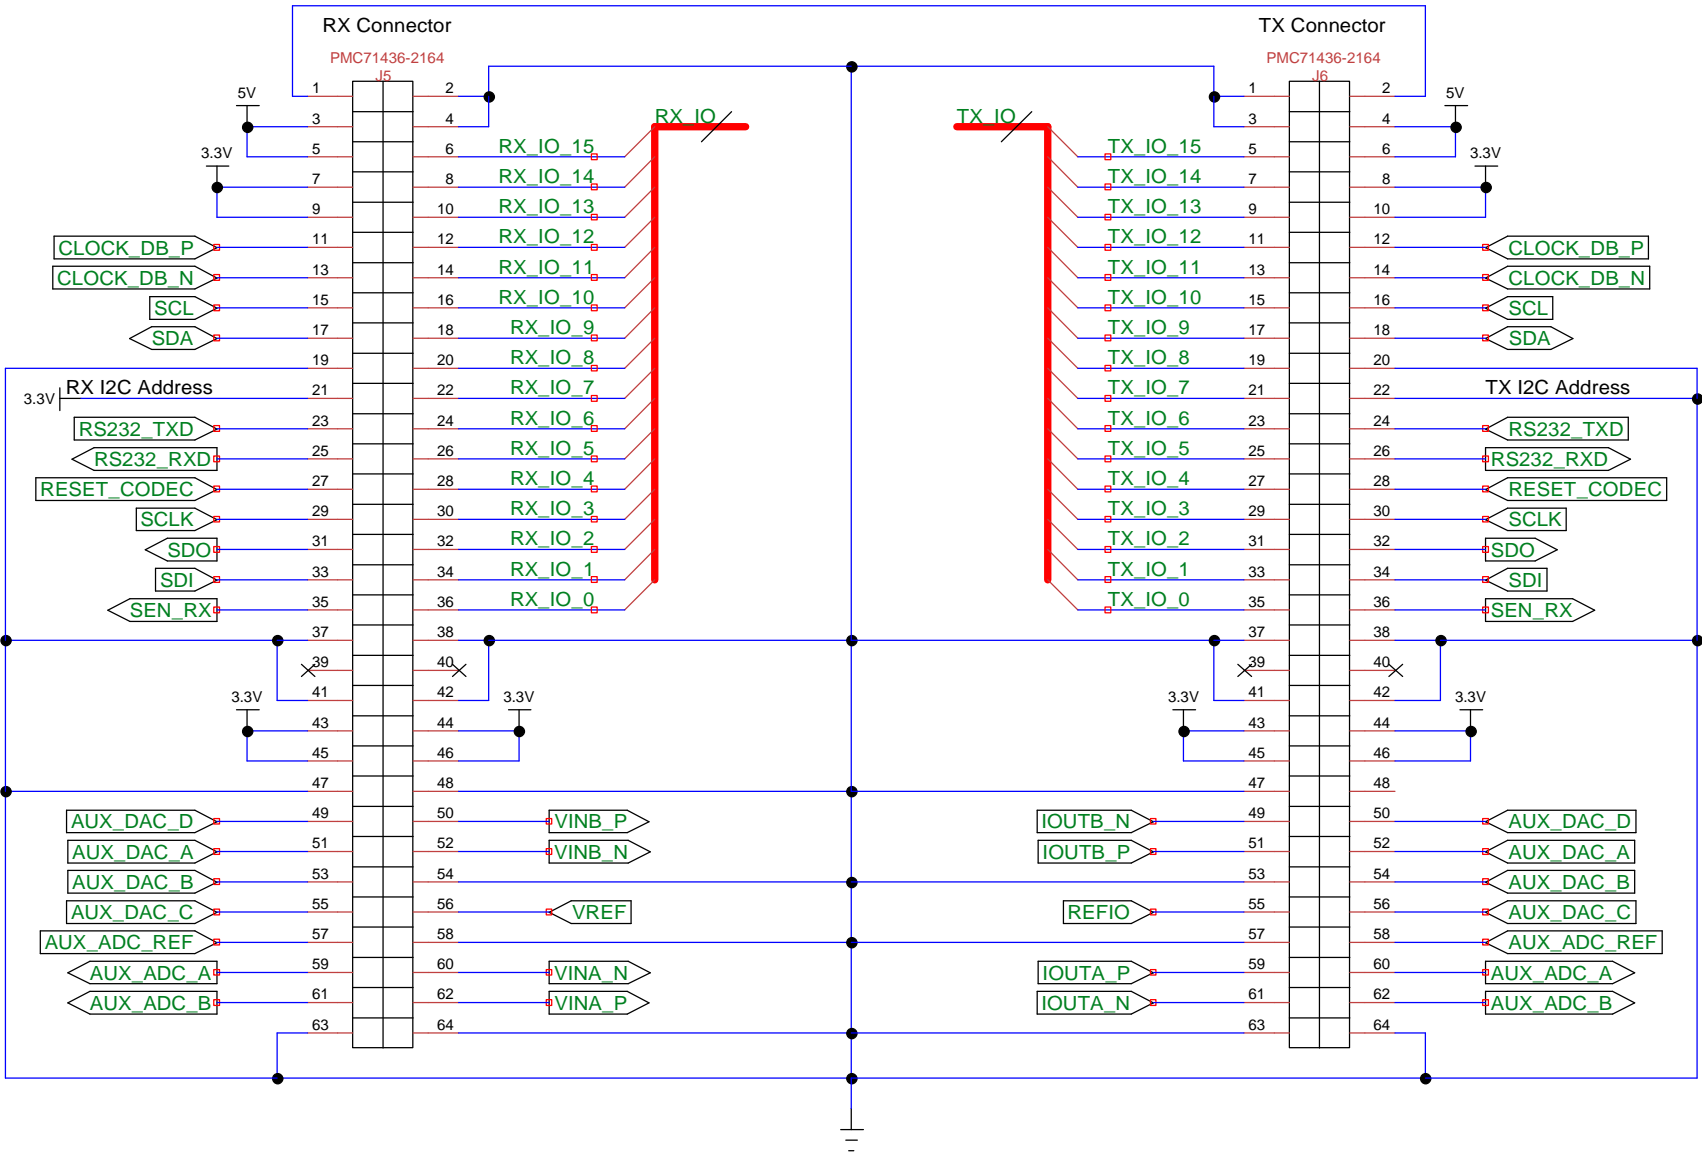 RX Connector TX Connector
PMC71436-2164 PMC71436-2164
J5 J6
1 2 1 2
5V RX_IO TX_IO 5V
3 4 3 4
5 6 RX_IO_15 TX_IO_15 5 6
3.3V 3.3V
7 8 RX_IO_14 TX_IO_14 7 8
9 10 RX_IO_13 TX_IO_13 9 10
CLOCK_DB_P 11 12 RX_IO_12 TX_IO_12 11 12 CLOCK_DB_P
CLOCK_DB_N 13 14 RX_IO_11 TX_IO_11 13 14 CLOCK_DB_N
SCL 15 16 RX_IO_10 TX_IO_10 15 16 SCL
SDA 17 18 RX_IO_9 TX_IO_9 17 18 SDA
19 20 RX_IO_8 TX_IO_8 19 20
3.3V RX I2C Address 21 22 RX_IO_7 TX_IO_7 21 22 TX I2C Address
RS232_TXD 23 24 RX_IO_6 TX_IO_6 23 24 RS232_TXD
RS232_RXD 25 26 RX_IO_5 TX_IO_5 25 26 RS232_RXD
RESET_CODEC 27 28 RX_IO_4 TX_IO_4 27 28 RESET_CODEC
SCLK 29 30 RX_IO_3 TX_IO_3 29 30 SCLK
SDO 31 32 RX_IO_2 TX_IO_2 31 32 SDO
SDI 33 34 RX_IO_1 TX_IO_1 33 34 SDI
SEN_RX 35 36 RX_IO_0 TX_IO_0 35 36 SEN_RX
37 38 37 38
39 40 39 40
41 42 41 42
3.3V 3.3V 3.3V 3.3V
43 44 43 44
45 46 45 46
47 48 47 48
AUX_DAC_D 49 50 VINB_P IOUTB_N 49 50 AUX_DAC_D
AUX_DAC_A 51 52 VINB_N IOUTB_P 51 52 AUX_DAC_A
AUX_DAC_B 53 54 53 54 AUX_DAC_B
AUX_DAC_C 55 56 VREF REFIO 55 56 AUX_DAC_C
AUX_ADC_REF 57 58 57 58 AUX_ADC_REF
AUX_ADC_A 59 60 VINA_N IOUTA_P 59 60 AUX_ADC_A
AUX_ADC_B 61 62 VINA_P IOUTA_N 61 62 AUX_ADC_B
63 64 63 64